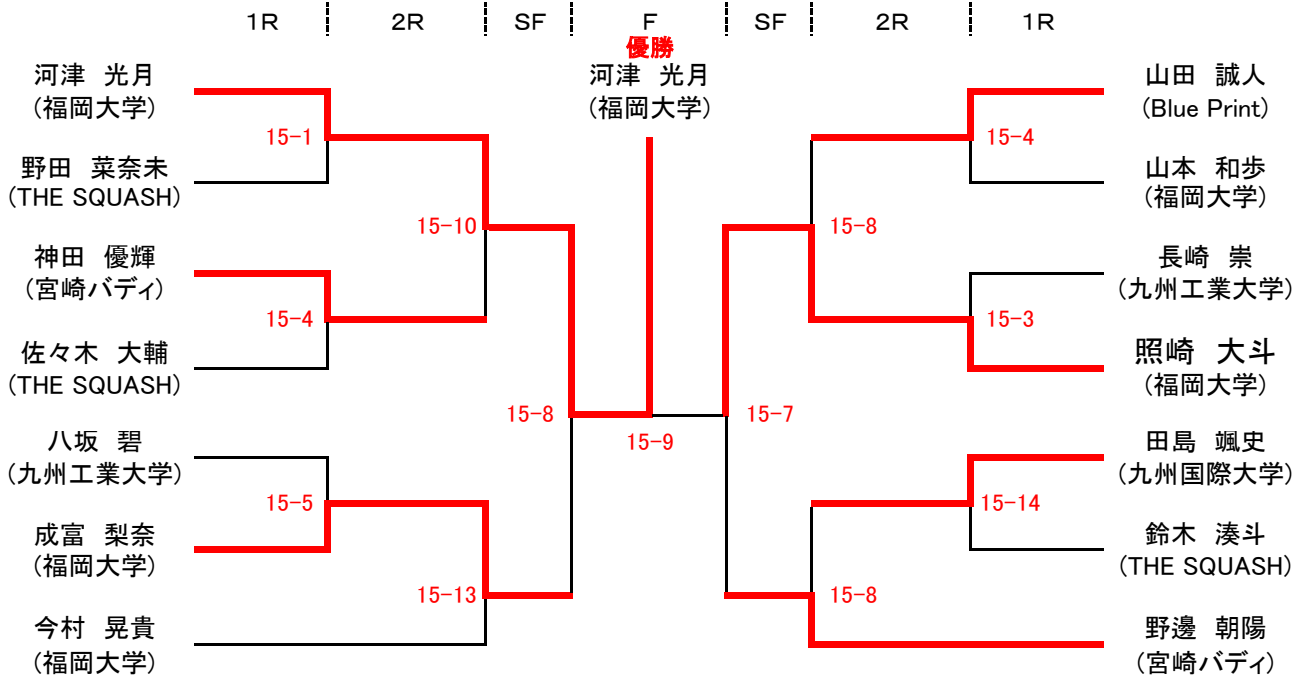 1R 2R SF F SF 2R 1R
優勝
河津　光月
(福岡大学)
河津　光月
(福岡大学)
15-1
野田　菜奈未
(THE SQUASH)
15-10
神田　優輝
(宮崎バディ)
15-4
佐々木　大輔
(THE SQUASH)
15-8
八坂　碧
(九州工業大学)
15-5
成富　梨奈
(福岡大学)
15-13
今村　晃貴
(福岡大学)
15-9
山田　誠人
(Blue Print)
15-4
山本　和歩
(福岡大学)
15-8
長崎　崇
(九州工業大学)
15-3
照崎　大斗
(福岡大学)
15-7
田島　颯史
(九州国際大学)
15-14
鈴木　湊斗
(THE SQUASH)
15-8
野邊　朝陽
(宮崎バディ)